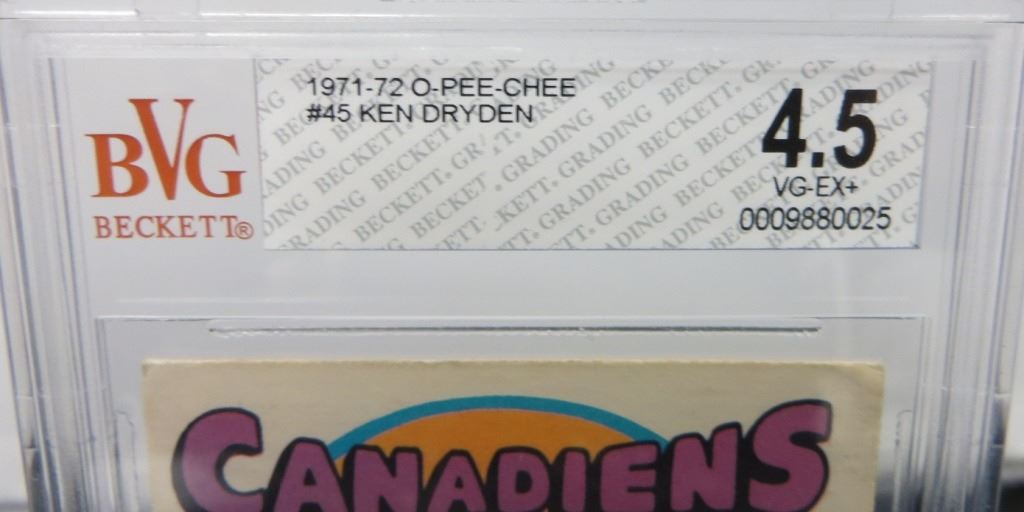 BVG
BECKETT®
1971-72 O-PEE-CHEE
#45 KEN DRYDEN
4.5
VG-EX+
0009880025
CANADIENS